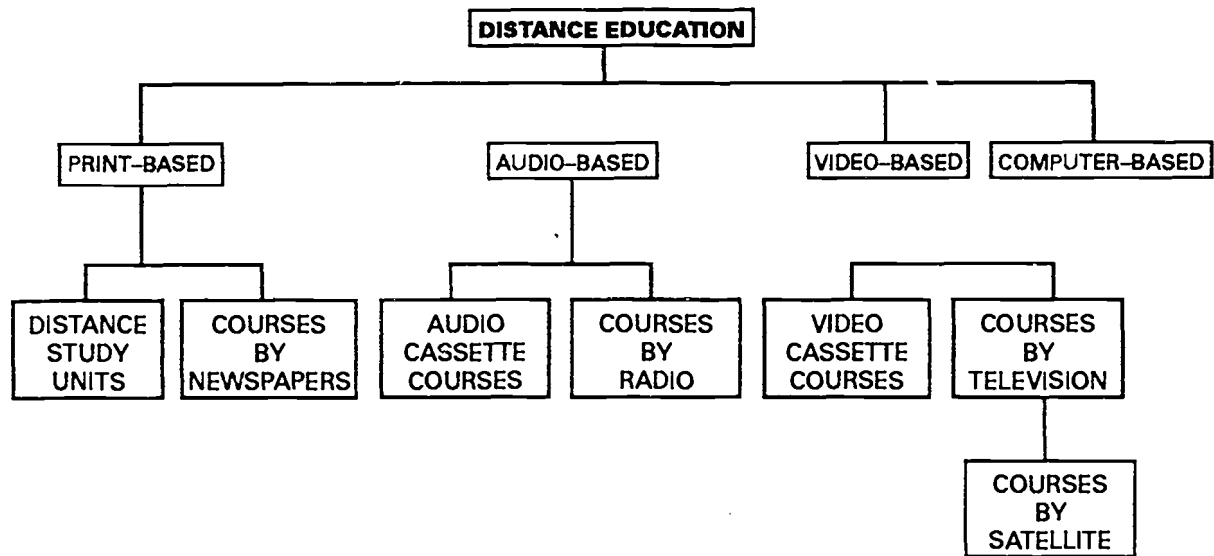 DISTANCE EDUCATION
PRINT–BASED
AUDIO–BASED
VIDEO–BASED
COMPUTER–BASED
DISTANCE
STUDY
UNITS
COURSES
BY
NEWSPAPERS
AUDIO
CASSETTE
COURSES
COURSES
BY
RADIO
VIDEO
CASSETTE
COURSES
COURSES
BY
TELEVISION
COURSES
BY
SATELLITE